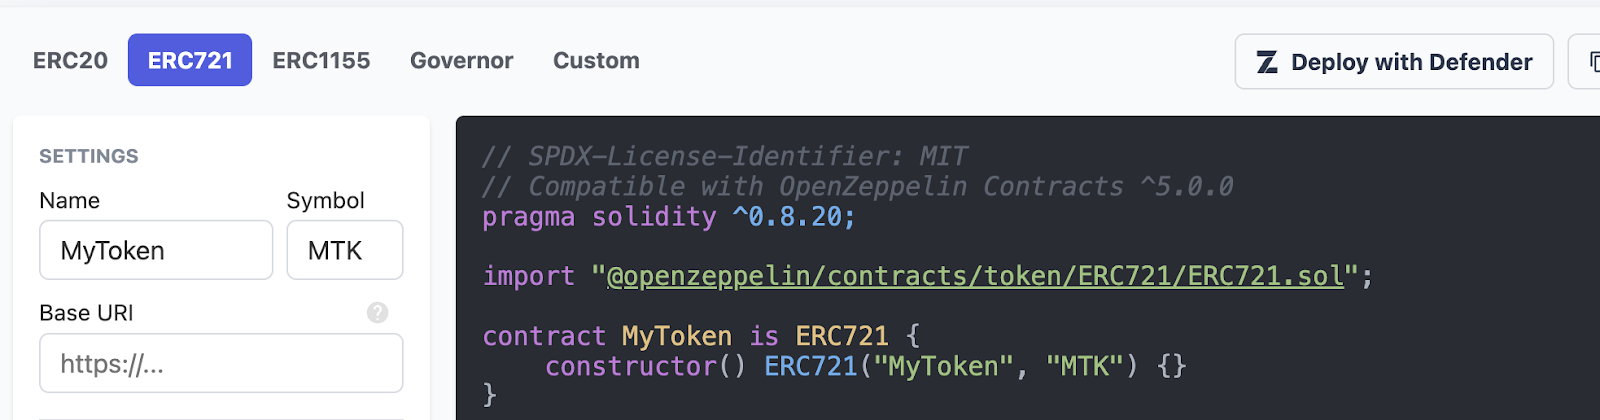 ERC20 ERC721 ERC1155 Governor Custom Deploy with Defender
SETTINGS
Name Symbol
MyToken MTK
Base URI ?
https://...
// SPDX-License-Identifier: MIT
// Compatible with OpenZeppelin Contracts ^5.0.0
pragma solidity ^0.8.20;
import "@openzeppelin/contracts/token/ERC721/ERC721.sol";
contract MyToken is ERC721 {
    constructor() ERC721("MyToken", "MTK") {}
}